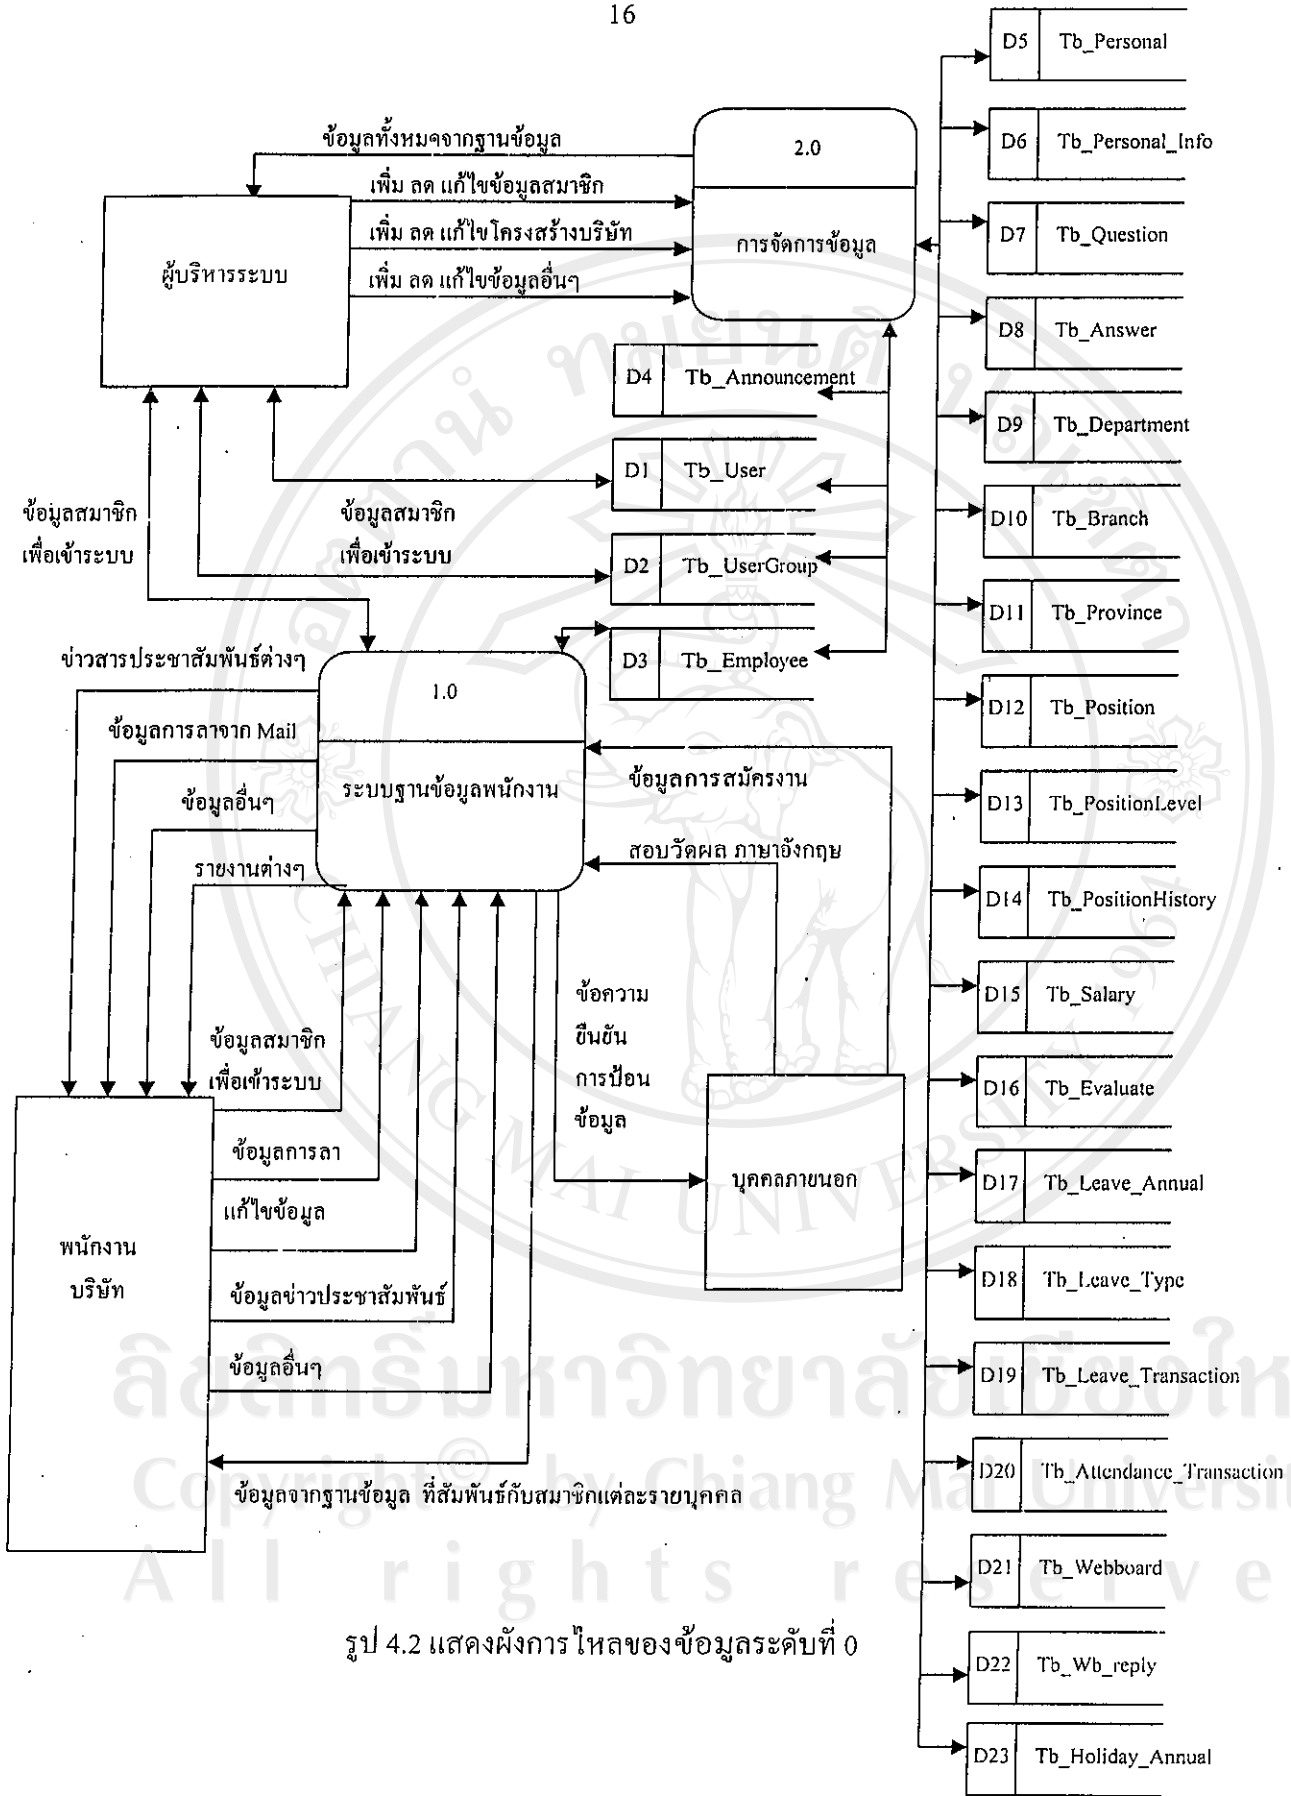 16
ข้อมูลทั้งหมดจากฐานข้อมูล
เพิ่ม ลด แก้ไขข้อมูลสมาชิก
เพิ่ม ลด แก้ไขโครงสร้างบริษัท
เพิ่ม ลด แก้ไขข้อมูลอื่นๆ
ผู้บริหารระบบ
2.0
การจัดการข้อมูล
D4 Tb_Announcement
D1 Tb_User
D2 Tb_UserGroup
D3 Tb_Employee
ข้อมูลสมาชิก
เพื่อเข้าระบบ
ข้อมูลสมาชิก
เพื่อเข้าระบบ
ข่าวสารประชาสัมพันธ์ต่างๆ
ข้อมูลการลาจาก Mail
ข้อมูลอื่นๆ
รายงานต่างๆ
1.0
ระบบฐานข้อมูลพนักงาน
ข้อมูลการสมัครงาน
สอบวัดผล ภาษาอังกฤษ
ข้อความ
ยืนยัน
การป้อน
ข้อมูล
บุคคลภายนอก
ข้อมูลสมาชิก
เพื่อเข้าระบบ
ข้อมูลการลา
แก้ไขข้อมูล
ข้อมูลข่าวประชาสัมพันธ์
ข้อมูลอื่นๆ
พนักงาน
บริษัท
ข้อมูลจากฐานข้อมูล ที่สัมพันธ์กับสมาชิกแต่ละรายบุคคล
D5 Tb_Personal
D6 Tb_Personal_Info
D7 Tb_Question
D8 Tb_Answer
D9 Tb_Department
D10 Tb_Branch
D11 Tb_Province
D12 Tb_Position
D13 Tb_PositionLevel
D14 Tb_PositionHistory
D15 Tb_Salary
D16 Tb_Evaluate
D17 Tb_Leave_Annual
D18 Tb_Leave_Type
D19 Tb_Leave_Transaction
D20 Tb_Attendance_Transaction
D21 Tb_Webboard
D22 Tb_Wb_reply
D23 Tb_Holiday_Annual
รูป 4.2 แสดงผังการไหลของข้อมูลระดับที่ 0
CHIANG MAI UNIVERSITY 1964
Copyright© by Chiang Mai Universit
All rights reserve